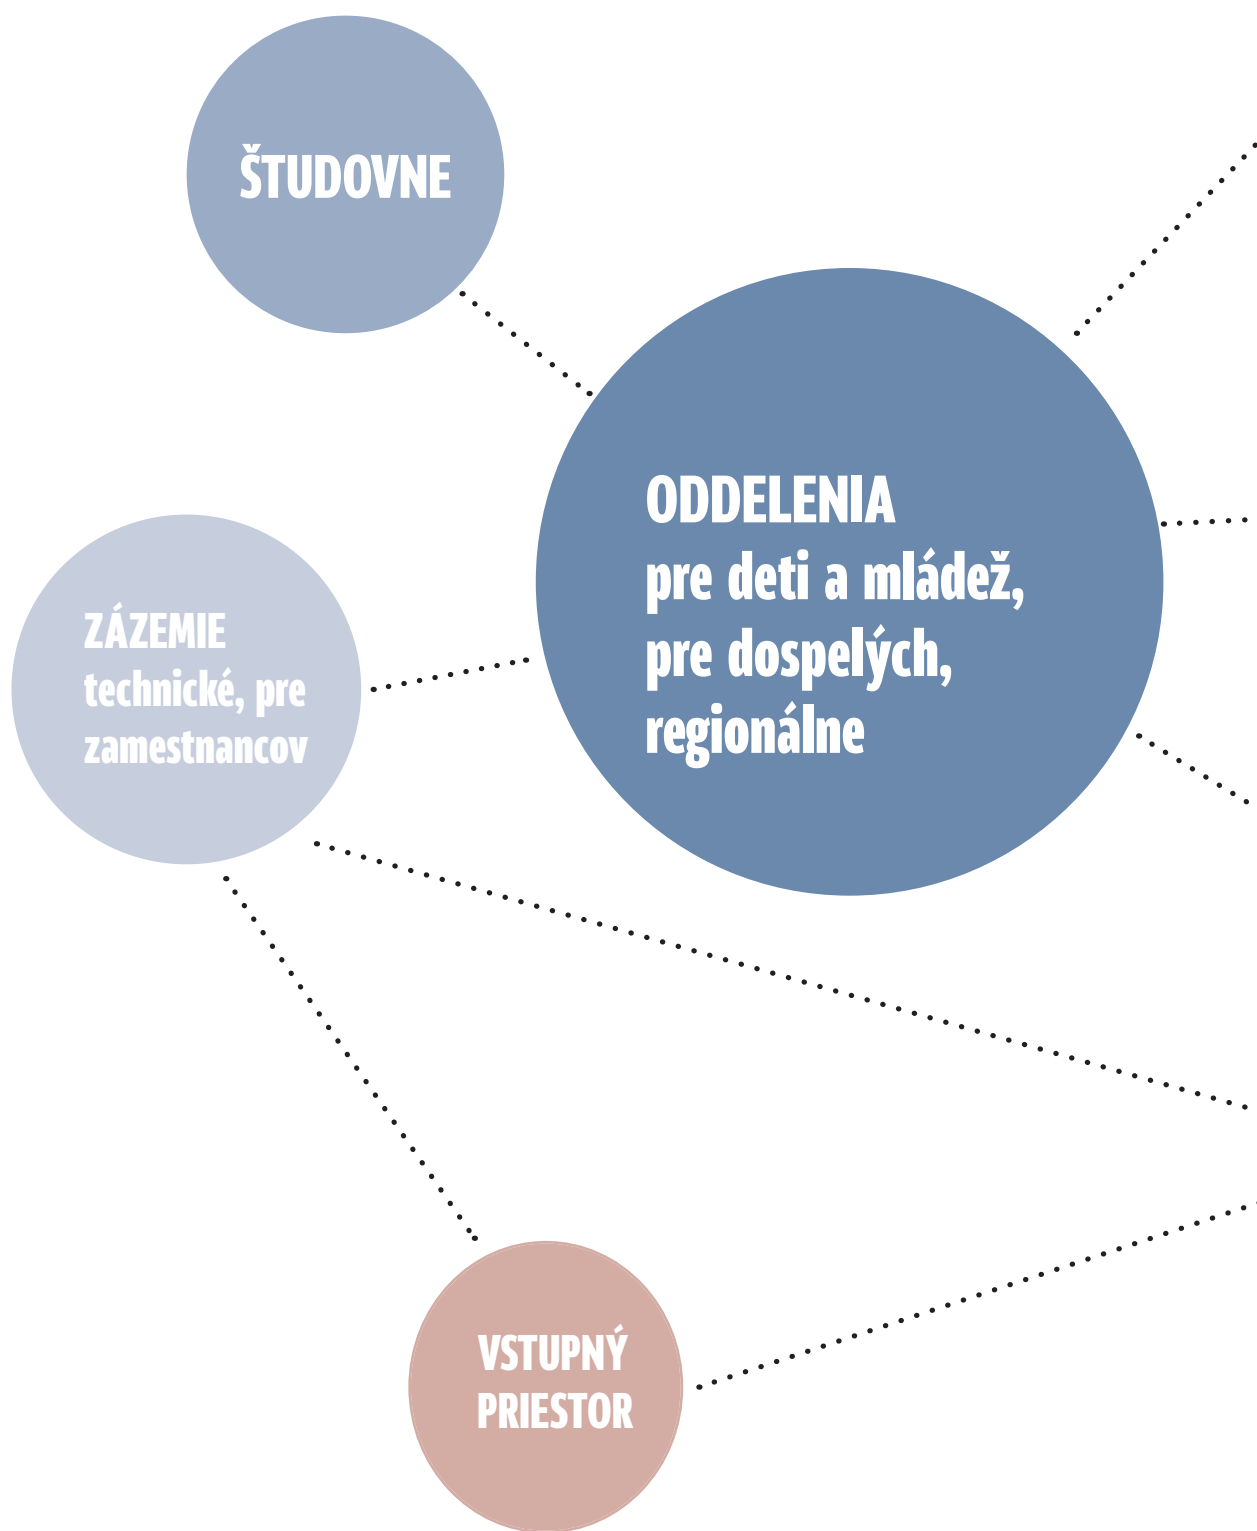 ŠTUDOVNE
ODDELENIA
pre deti a mládež,
pre dospelých,
regionálne
ZÁZEMIE
technické, pre
zamestnancov
VSTUPNÝ
PRIESTOR